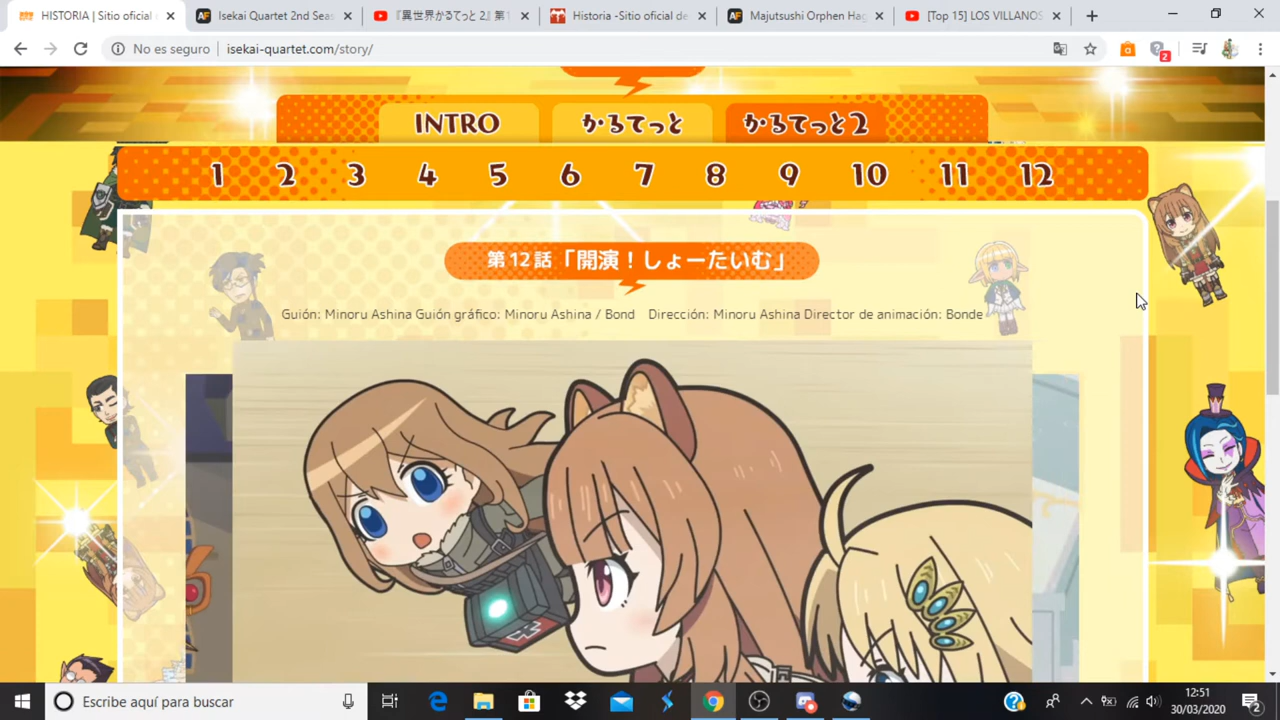 HISTORIA | Sitio oficial
Isekai Quartet 2nd Sea
『異世界かるてっと 2』第1
Historia -Sitio oficial de
Majutsushi Orphen Hag
[Top 15] LOS VILLANOS
No es seguro
isekai-quartet.com/story/
2
INTRO
かるてっと
かるてっと2
1 2 3 4 5 6 7 8 9 10 11 12
第12話「開演！しょーたいむ」
Guión: Minoru Ashina Guión gráfico: Minoru Ashina / Bond Dirección: Minoru Ashina Director de animación: Bonde
Escribe aquí para buscar
12:51
30/03/2020
2